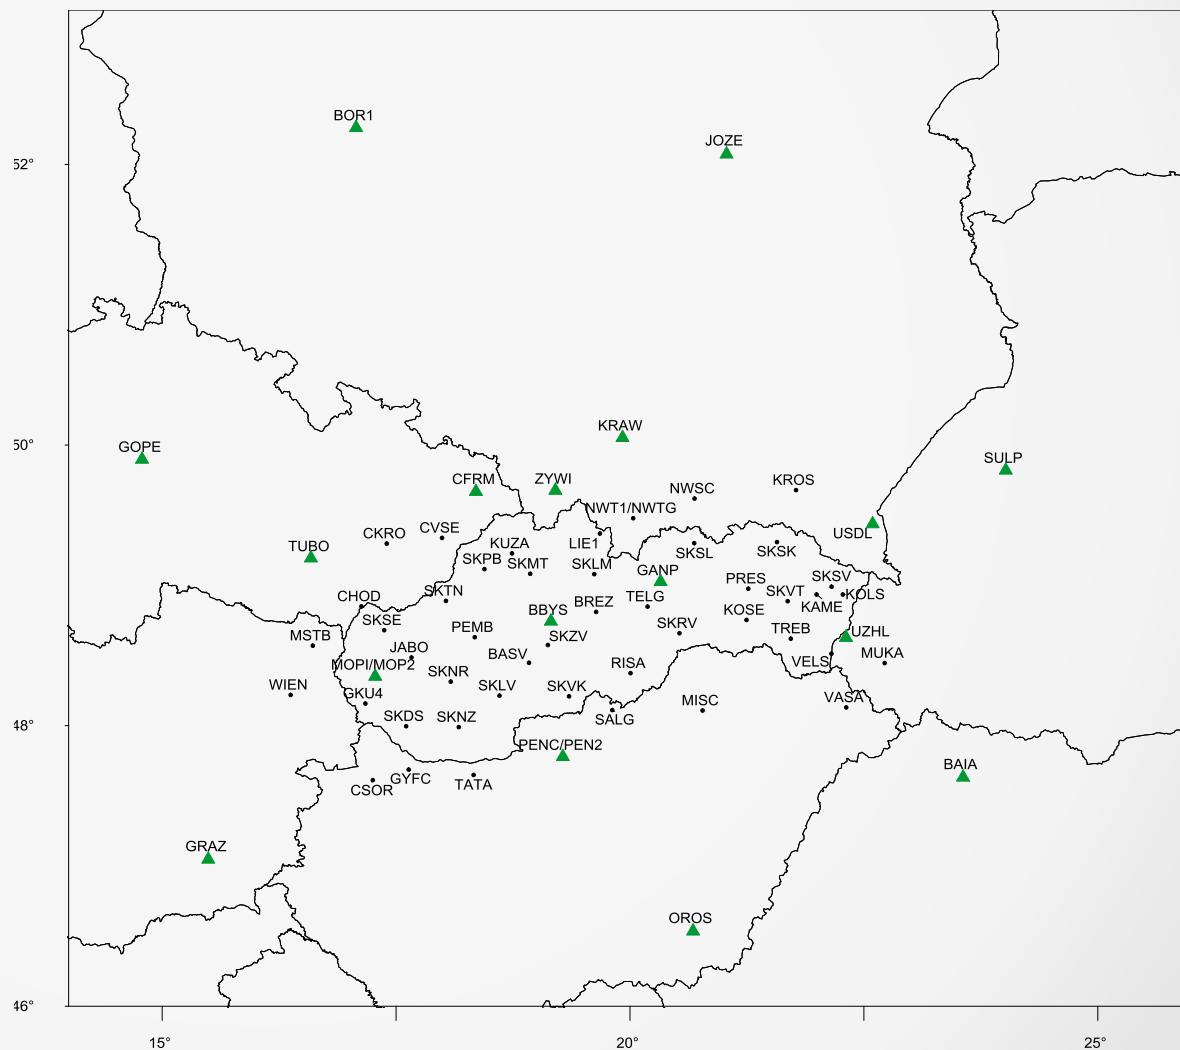 BOR1
JOZE
52°
KRAW
50°
GOPE
SULP
CFRM
ZYWI
KROS
NWSC
NWT1/NWTG
CVSE
CKRO
USDL
KUZA
LIE1
TUBO
SKSL
SKSK
SKPB
SKMT
SKLM
GANP
PRES
SKSV
SKTN
CHOD
TELG
SKVT
KOLS
BREZ
BBYS
KAME
KOSE
SKSE
PEMB
SKRV
TREB
UZHL
MSTB
SKZV
JABO
BASV
MUKA
MOPI/MOP2
RISA
VELS
SKNR
WIEN
SKLV
SKVK
GKU4
VASA
MISC
SKDS
SKNZ
SALG
48°
PENC/PEN2
BAIA
GYFC
TATA
CSOR
GRAZ
OROS
46°
15°
20°
25°